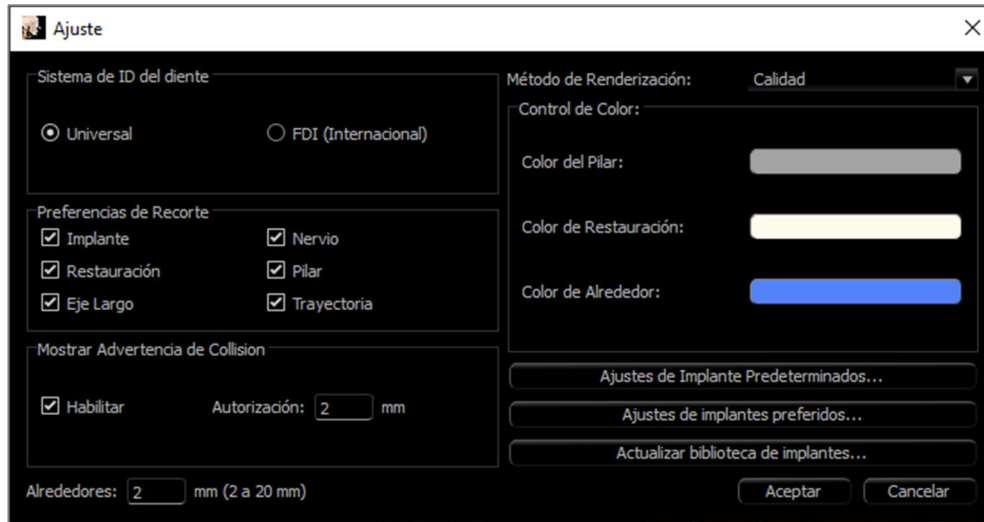 Ajuste
Sistema de ID del diente
Universal
FDI (Internacional)
Preferencias de Recorte
Implante
Nervio
Restauración
Pilar
Eje Largo
Trayectoria
Mostrar Advertencia de Collision
Habilitar
Autorización: 2 mm
Alrededores: 2 mm (2 a 20 mm)
Método de Renderización: Calidad
Control de Color:
Color del Pilar:
Color de Restauración:
Color de Alrededor:
Ajustes de Implante Predeterminados...
Ajustes de implantes preferidos...
Actualizar biblioteca de implantes...
Aceptar
Cancelar